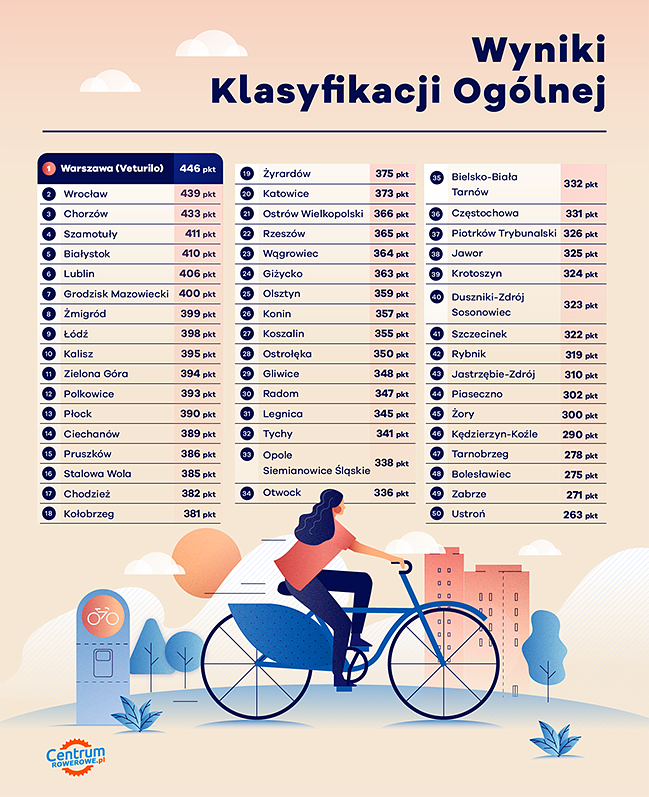 Wyniki
Klasyfikacji Ogólnej
1 Warszawa (Veturilo) 446 pkt
2 Wrocław 439 pkt
3 Chorzów 433 pkt
4 Szamotuły 411 pkt
5 Białystok 410 pkt
6 Lublin 406 pkt
7 Grodzisk Mazowiecki 400 pkt
8 Żmigród 399 pkt
9 Łódź 398 pkt
10 Kalisz 395 pkt
11 Zielona Góra 394 pkt
12 Polkowice 393 pkt
13 Płock 390 pkt
14 Ciechanów 389 pkt
15 Pruszków 386 pkt
16 Stalowa Wola 385 pkt
17 Chodzież 382 pkt
18 Kołobrzeg 381 pkt
19 Żyrardów 375 pkt
20 Katowice 373 pkt
21 Ostrów Wielkopolski 366 pkt
22 Rzeszów 365 pkt
23 Wągrowiec 364 pkt
24 Giżycko 363 pkt
25 Olsztyn 359 pkt
26 Konin 357 pkt
27 Koszalin 355 pkt
28 Ostrołęka 350 pkt
29 Gliwice 348 pkt
30 Radom 347 pkt
31 Legnica 345 pkt
32 Tychy 341 pkt
33 Opole
Siemianowice Śląskie 338 pkt
34 Otwock 336 pkt
35 Bielsko-Biała
Tarnów 332 pkt
36 Częstochowa 331 pkt
37 Piotrków Trybunalski 326 pkt
38 Jawor 325 pkt
39 Krotoszyn 324 pkt
40 Duszniki-Zdrój
Sosonowiec 323 pkt
41 Szczecinek 322 pkt
42 Rybnik 319 pkt
43 Jastrzębie-Zdrój 310 pkt
44 Piaseczno 302 pkt
45 Żory 300 pkt
46 Kędzierzyn-Koźle 290 pkt
47 Tarnobrzeg 278 pkt
48 Bolesławiec 275 pkt
49 Zabrze 271 pkt
50 Ustroń 263 pkt
Centrum
ROWEROWE.pl